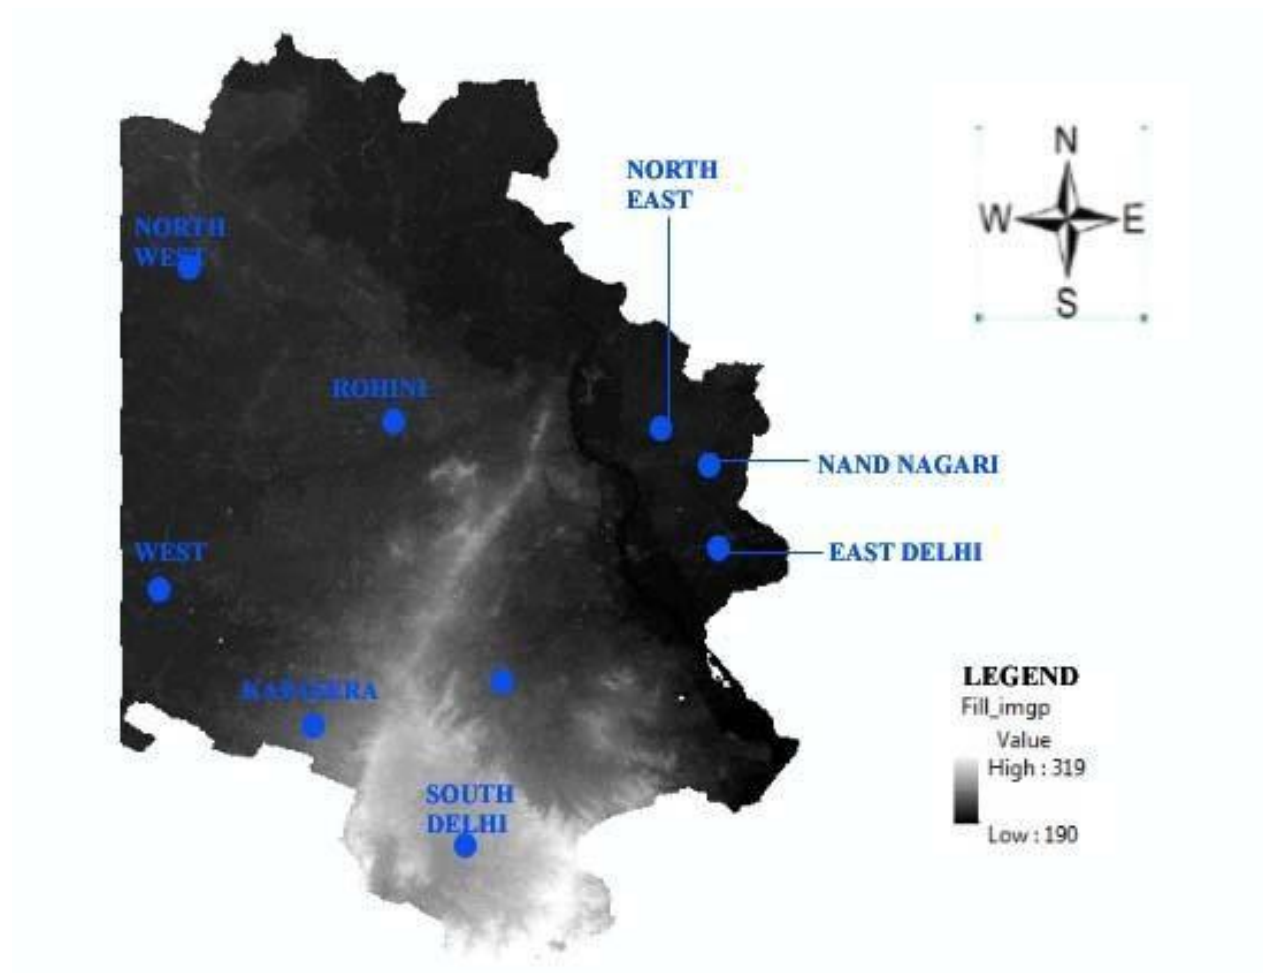 N
W E
S
NORTH
EAST
NORTH
WEST
ROHINI
NAND NAGARI
WEST
EAST DELHI
KAPASERA
SOUTH
DELHI
LEGEND
Fill_imgp
Value
High : 319
Low : 190